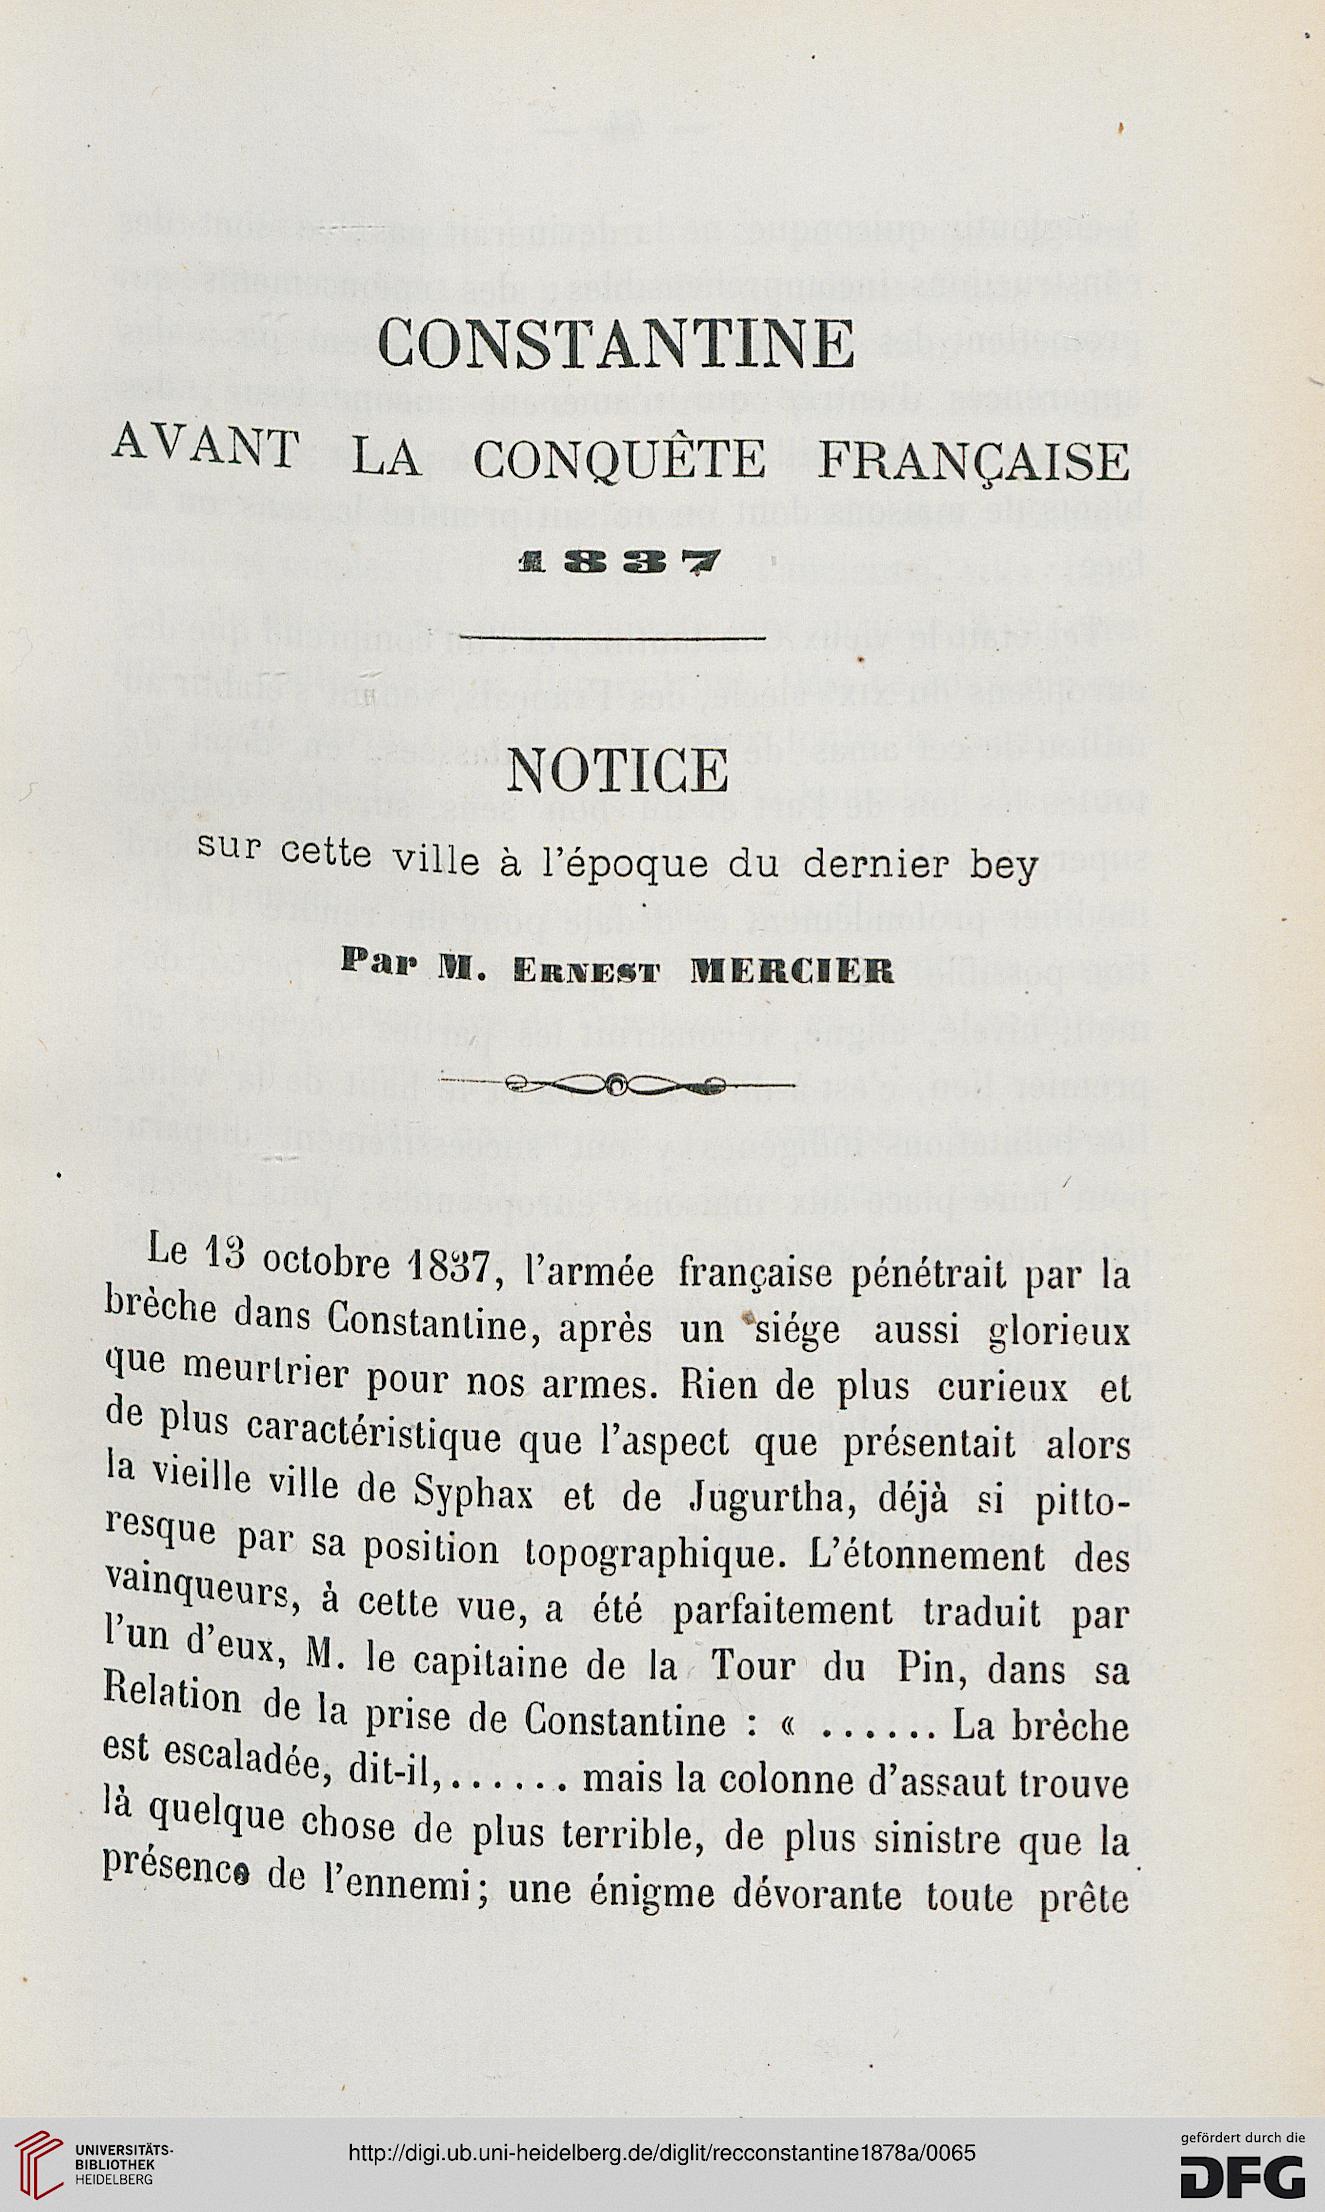 CONSTANTINE
AVANT LA CONQUÊTE FRANÇAISE
1837
NOTICE
sur cette ville à l'époque du dernier bey
Par M. ERNEST MERCIER
Le 13 octobre 1837, l'armée française pénétrait par la
brèche dans Constantine, après un siége aussi glorieux
que meurtrier pour nos armes. Rien de plus curieux et
de plus caractéristique que l'aspect que présentait alors
la vieille ville de Syphax et de Jugurtha, déjà si pitto-
resque par sa position topographique. L'étonnement des
vainqueurs, à cette vue, a été parfaitement traduit par
l'un d'eux, M. le capitaine de la Tour du Pin, dans sa
Relation de la prise de Constantine : « ...... La brèche
est escaladée, dit-il,...... mais la colonne d'assaut trouve
là quelque chose de plus terrible, de plus sinistre que la
présence de l'ennemi; une énigme dévorante toute prête
UNIVERSITÄTS-
BIBLIOTHEK
HEIDELBERG
http://digi.ub.uni-heidelberg.de/diglit/recconstantine1878a/0065
gefördert durch die
DFG